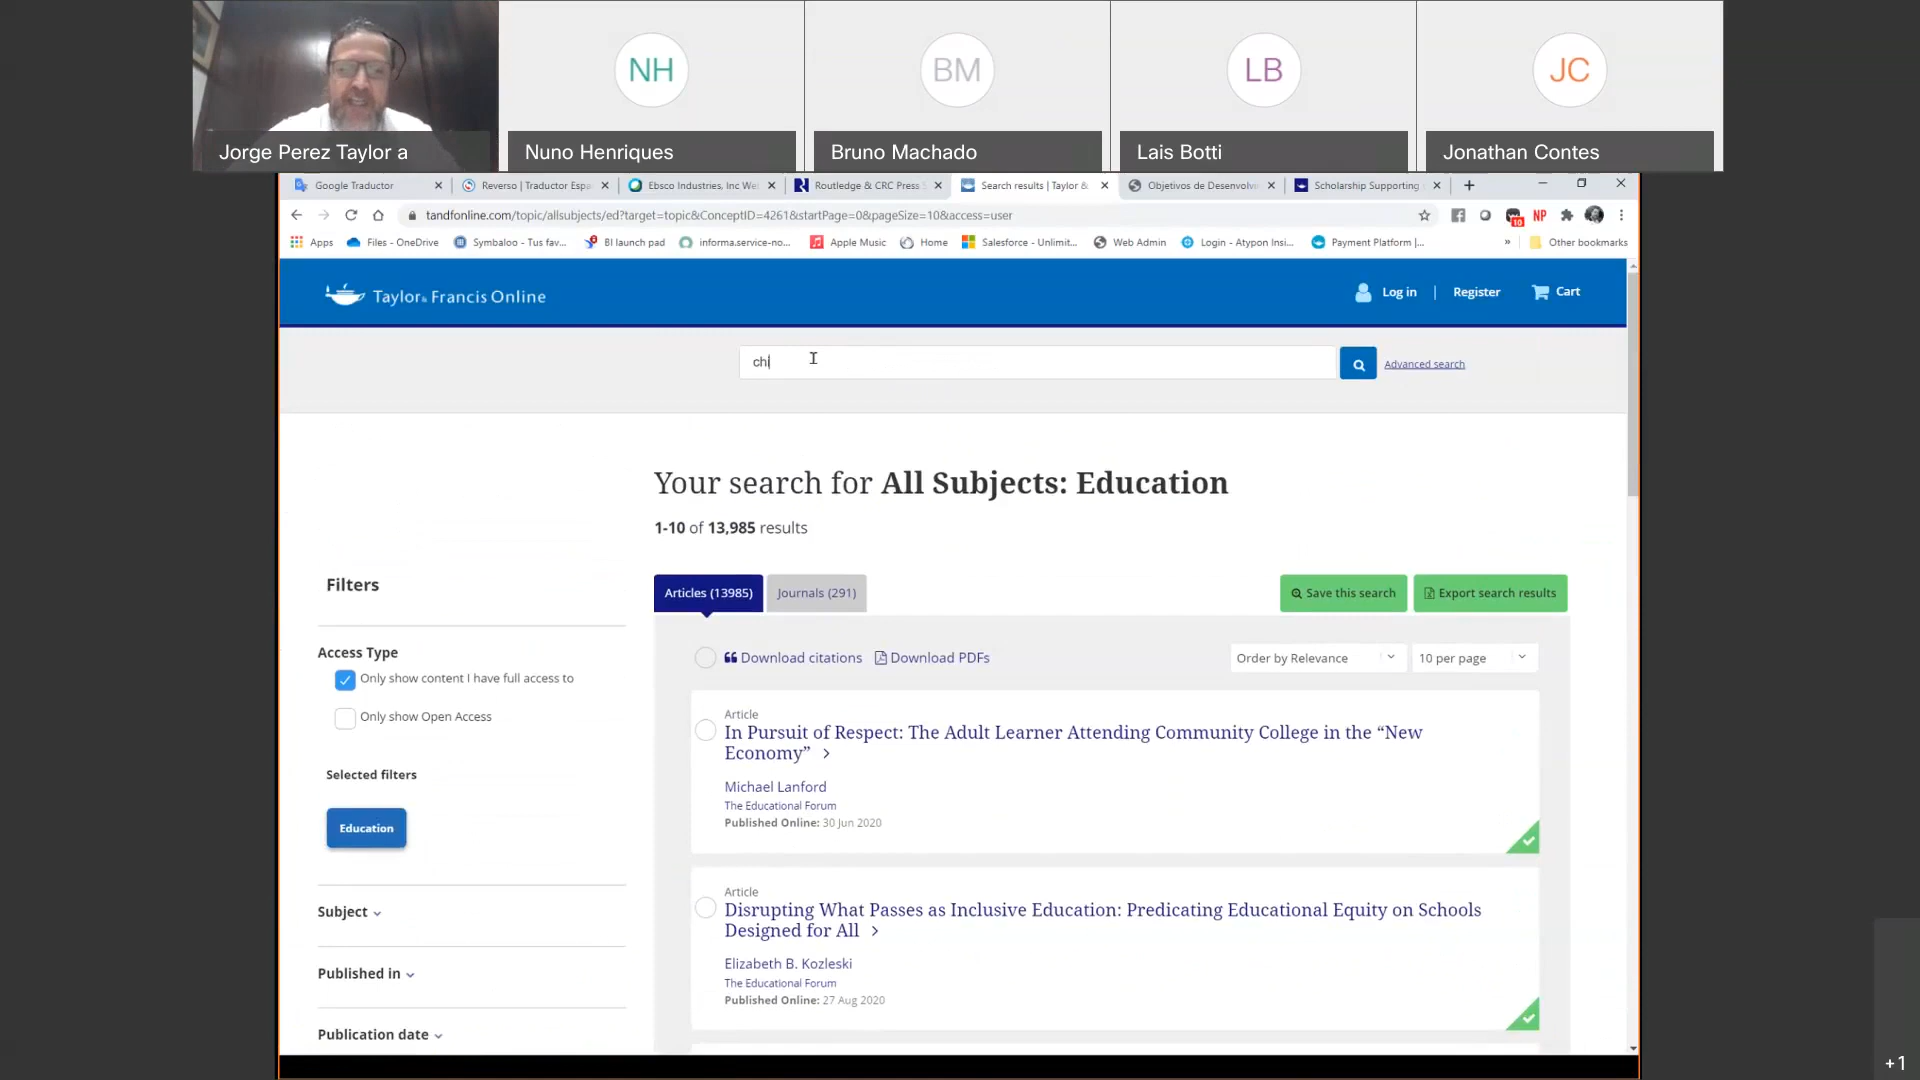 NH
BM
LB
JC
Jorge Perez Taylor a
Nuno Henriques
Bruno Machado
Lais Botti
Jonathan Contes
Google Traductor
Reverso | Traductor Espa
Ebsco Industries, Inc We
Routledge & CRC Press
Search results | Taylor &
Objetivos de Desenvolvi
Scholarship Supporting
tandfonline.com/topic/allsubjects/ed?target=topic&ConceptID=4261&startPage=0&pageSize=10&access=user
10
NP
Apps
Files - OneDrive
Symbaloo - Tus fav...
BI launch pad
informa.service-no...
Apple Music
Home
Salesforce - Unlimit...
Web Admin
Login - Atypon Insi...
Payment Platform |...
»
Other bookmarks
Taylor & Francis Online
Log in | Register
Cart
chi
Advanced search
Your search for All Subjects: Education
1-10 of 13,985 results
Filters
Articles (13985)
Journals (291)
Save this search
Export search results
Access Type
Only show content I have full access to
Only show Open Access
Download citations
Download PDFs
Order by Relevance
10 per page
Article
In Pursuit of Respect: The Adult Learner Attending Community College in the “New
Economy” >
Michael Lanford
The Educational Forum
Published Online: 30 Jun 2020
Selected filters
Education
Article
Disrupting What Passes as Inclusive Education: Predicating Educational Equity on Schools
Designed for All >
Elizabeth B. Kozleski
The Educational Forum
Published Online: 27 Aug 2020
Subject
Published in
Publication date
+1